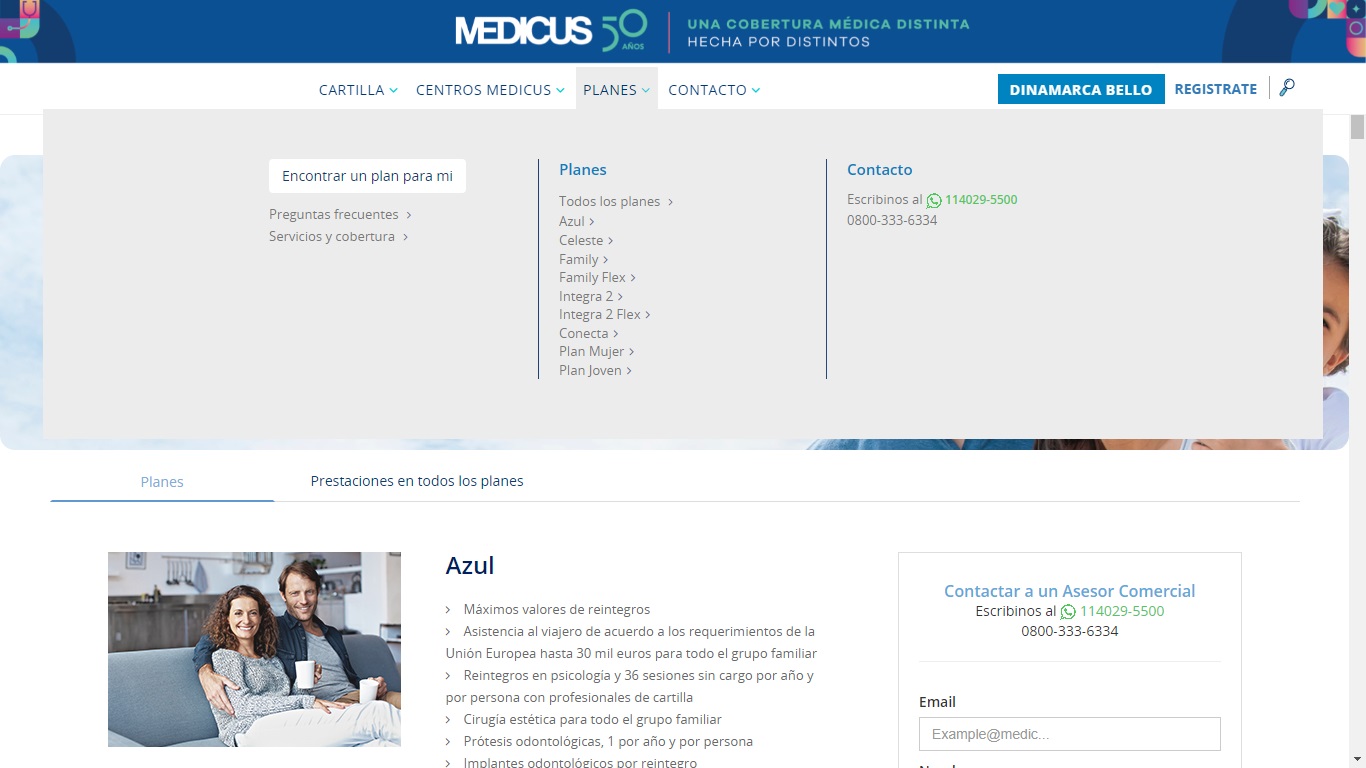 MEDICUS 50 AÑOS
UNA COBERTURA MÉDICA DISTINTA
HECHA POR DISTINTOS
CARTILLA CENTROS MEDICUS PLANES CONTACTO DINAMARCA BELLO REGISTRATE
Encontrar un plan para mi
Preguntas frecuentes
Servicios y cobertura
Planes
Todos los planes
Azul
Celeste
Family
Family Flex
Integra 2
Integra 2 Flex
Conecta
Plan Mujer
Plan Joven
Contacto
Escribinos al 114029-5500
0800-333-6334
Planes Prestaciones en todos los planes
Azul
Máximos valores de reintegros
Asistencia al viajero de acuerdo a los requerimientos de la
Unión Europea hasta 30 mil euros para todo el grupo familiar
Reintegros en psicología y 36 sesiones sin cargo por año y
por persona con profesionales de cartilla
Cirugía estética para todo el grupo familiar
Prótesis odontológicas, 1 por año y por persona
Implantes odontológicos por reintegro
Contactar a un Asesor Comercial
Escribinos al 114029-5500
0800-333-6334
Email
Example@medic...